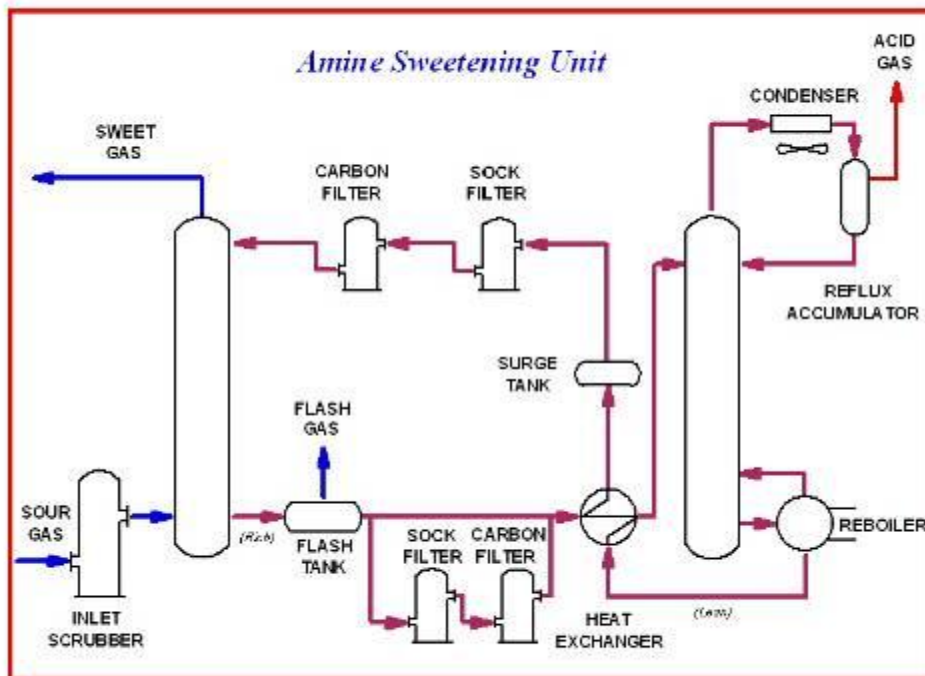 Amine Sweetening Unit
ACID
GAS
CONDENSER
SWEET
GAS
CARBON
FILTER
SOCK
FILTER
REFLUX
ACCUMULATOR
SURGE
TANK
FLASH
GAS
SOUR
GAS
(Rich)
FLASH
TANK
SOCK
FILTER
CARBON
FILTER
REBOILER
INLET
SCRUBBER
HEAT
EXCHANGER
(Lean)